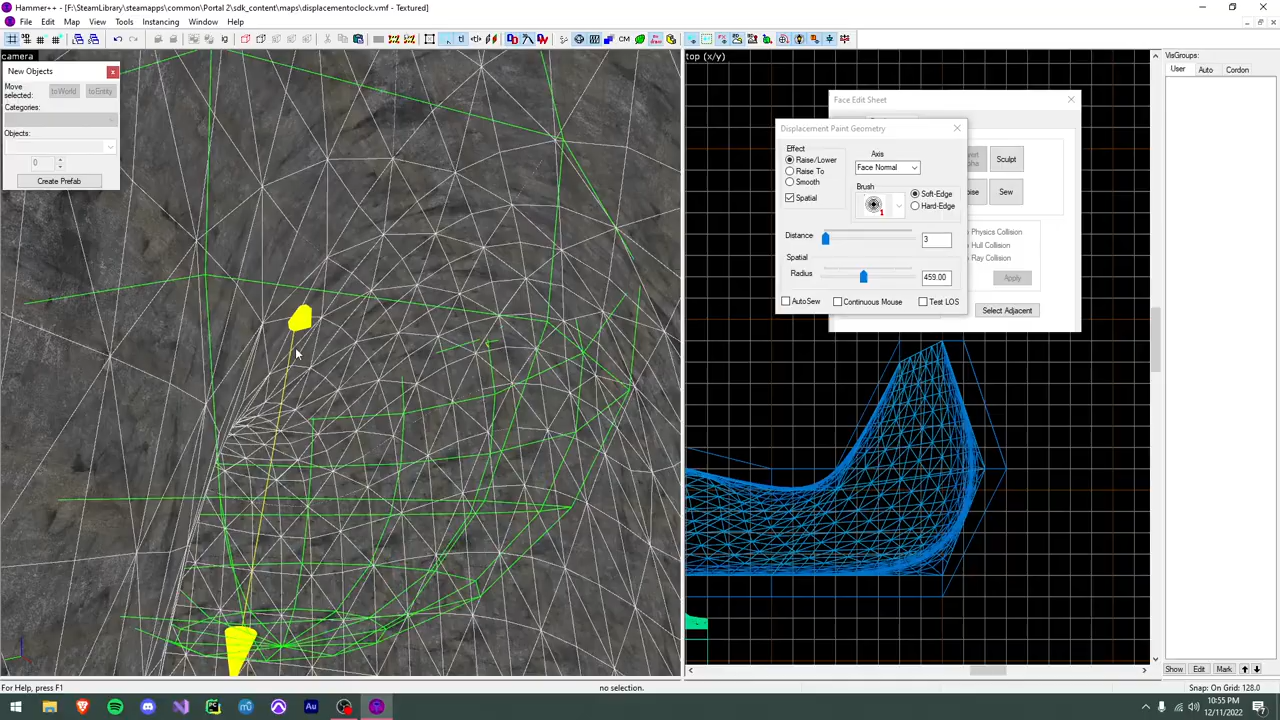 Hammer++ - [F:\SteamLibrary\steamapps\common\Portal 2\sdk_content\maps\displacementoclock.vmf - Textured]
File Edit Map View Tools Instancing Window Help
camera
New Objects
Move selected:
toWorld toEntity
Categories:
Objects:
0
Create Prefab
top (x/y)
Face Edit Sheet
Sculpt
Sew
Physics Collision
Hull Collision
Ray Collision
Apply
Select Adjacent
Displacement Paint Geometry
Effect
Raise/Lower
Raise To
Smooth
Spatial
Axis
Face Normal
Brush
1
Soft-Edge
Hard-Edge
Distance
3
Spatial
Radius
459.00
AutoSew Continuous Mouse Test LOS
VisGroups:
User Auto Cordon
Show Edit Mark
For Help, press F1
no selection.
Snap: On Grid: 128.0
10:55 PM
12/11/2022